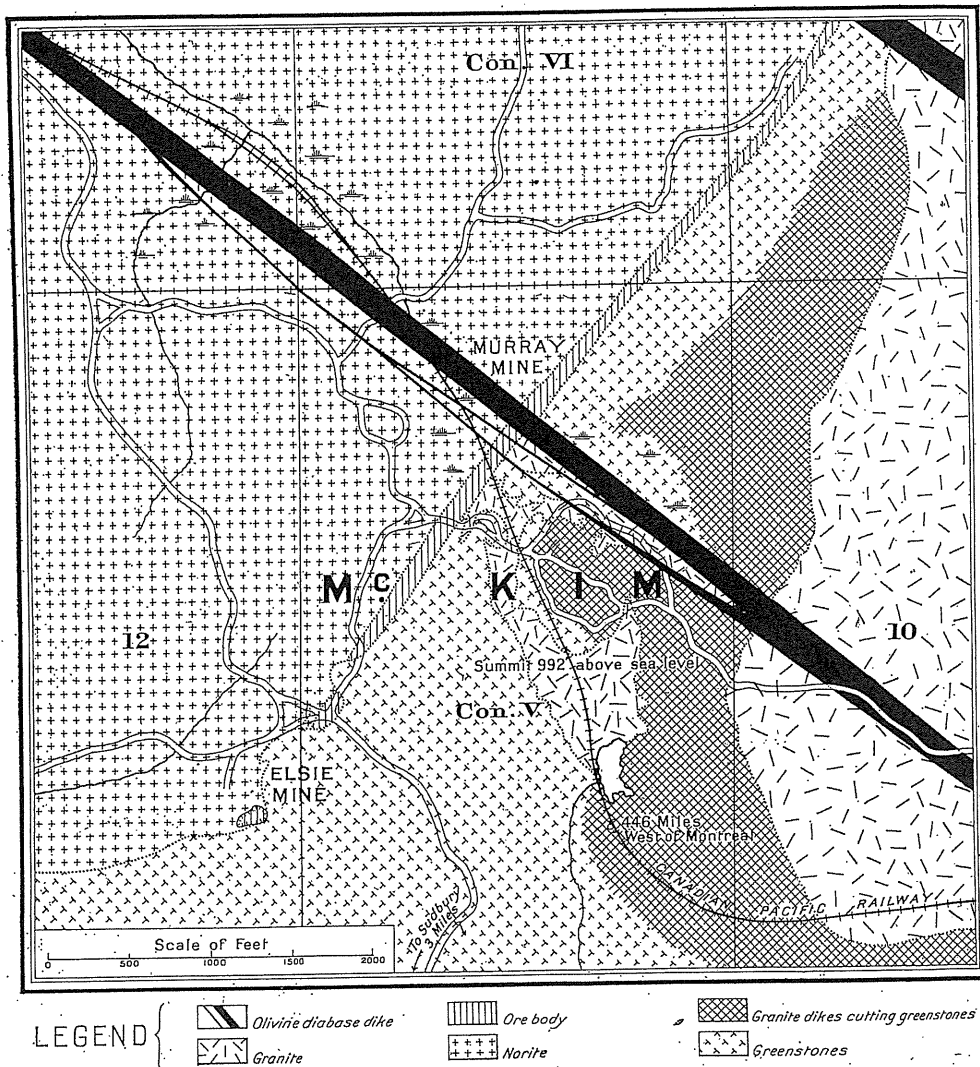 Con. VI
MURRAY
MINE
Mc. KIM
12
10
Summit 992 above sea level
Con. V
ELSIE
MINE
446 Miles
West of Montreal
CANADIAN PACIFIC RAILWAY
To Sudbury
3 Miles
Scale of Feet
0 500 1000 1500 2000
LEGEND
Olivine diabase dike
Ore body
Granite dikes cutting greenstones
Granite
Norite
Greenstones